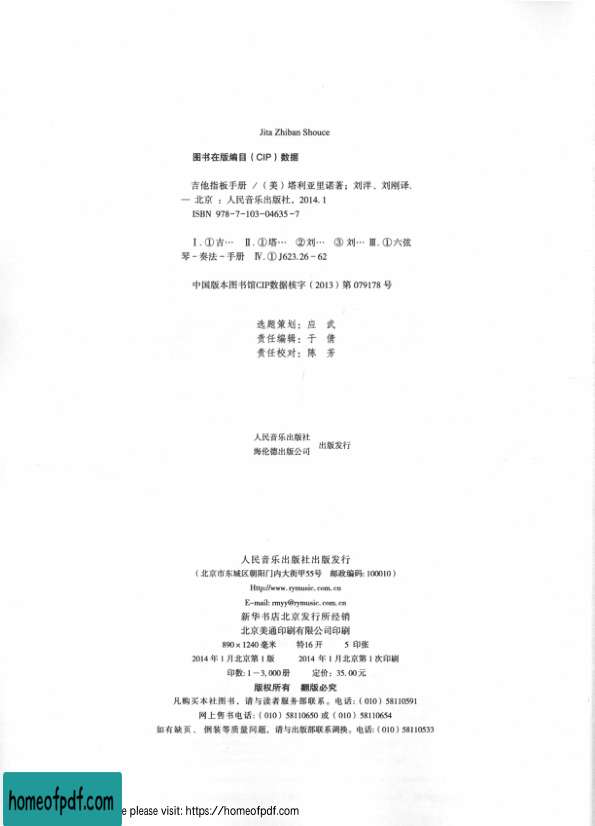 Jita Zhiban Shouce
图书在版编目（CIP）数据
吉他指板手册 /（美）塔利亚里诺著；刘洋、刘刚译.
— 北京 ：人民音乐出版社，2014.1
ISBN 978-7-103-04635-7
Ⅰ. ①吉… Ⅱ. ①塔… ②刘… ③ 刘… Ⅲ. ①六弦
琴－奏法－手册 Ⅳ. ①J623.26－62
中国版本图书馆CIP数据核字（2013）第 079178 号
选题策划：应 武
责任编辑：于 倩
责任校对：陈 芳
人民音乐出版社
海伦德出版公司 出版发行
人民音乐出版社出版发行
（北京市东城区朝阳门内大街甲55号 邮政编码：100010）
Http://www.rymusic.com.cn
E-mail: rmyy@rymusic.com.cn
新华书店北京发行所经销
北京美通印刷有限公司印刷
890×1240 毫米 特16 开 5 印张
2014 年 1 月北京第 1 版 2014 年 1 月北京第 1 次印刷
印数：1－3,000 册 定价：35.00 元
版权所有 翻版必究
凡购买本社图书，请与读者服务部联系。电话：（010）58110591
网上售书电话：（010）58110650 或（010）58110654
如有缺页、倒装等质量问题，请与出版部联系调换。电话：（010）58110533
homeofpdf.com
e please visit: https://homeofpdf.com